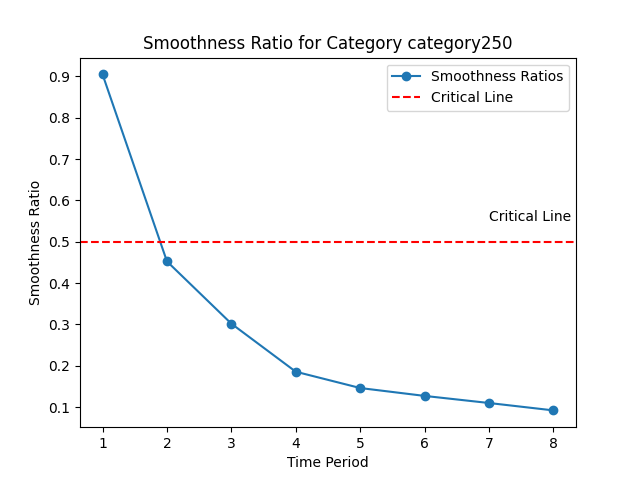 Smoothness Ratio for Category category250
Smoothness Ratios
Critical Line
Critical Line
Smoothness Ratio
0.9
0.8
0.7
0.6
0.5
0.4
0.3
0.2
0.1
1 2 3 4 5 6 7 8
Time Period